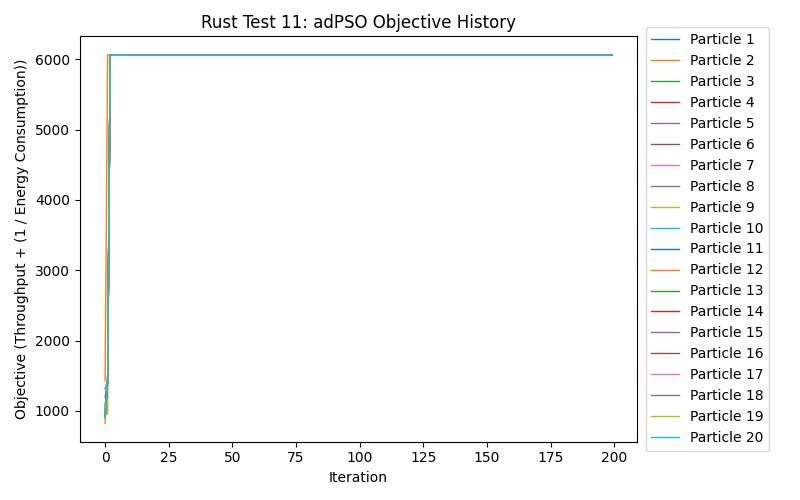 Rust Test 11: adPSO Objective History
Objective (Throughput + (1 / Energy Consumption))
6000
5000
4000
3000
2000
1000
0
25
50
75
100
125
150
175
200
Iteration
Particle 1
Particle 2
Particle 3
Particle 4
Particle 5
Particle 6
Particle 7
Particle 8
Particle 9
Particle 10
Particle 11
Particle 12
Particle 13
Particle 14
Particle 15
Particle 16
Particle 17
Particle 18
Particle 19
Particle 20